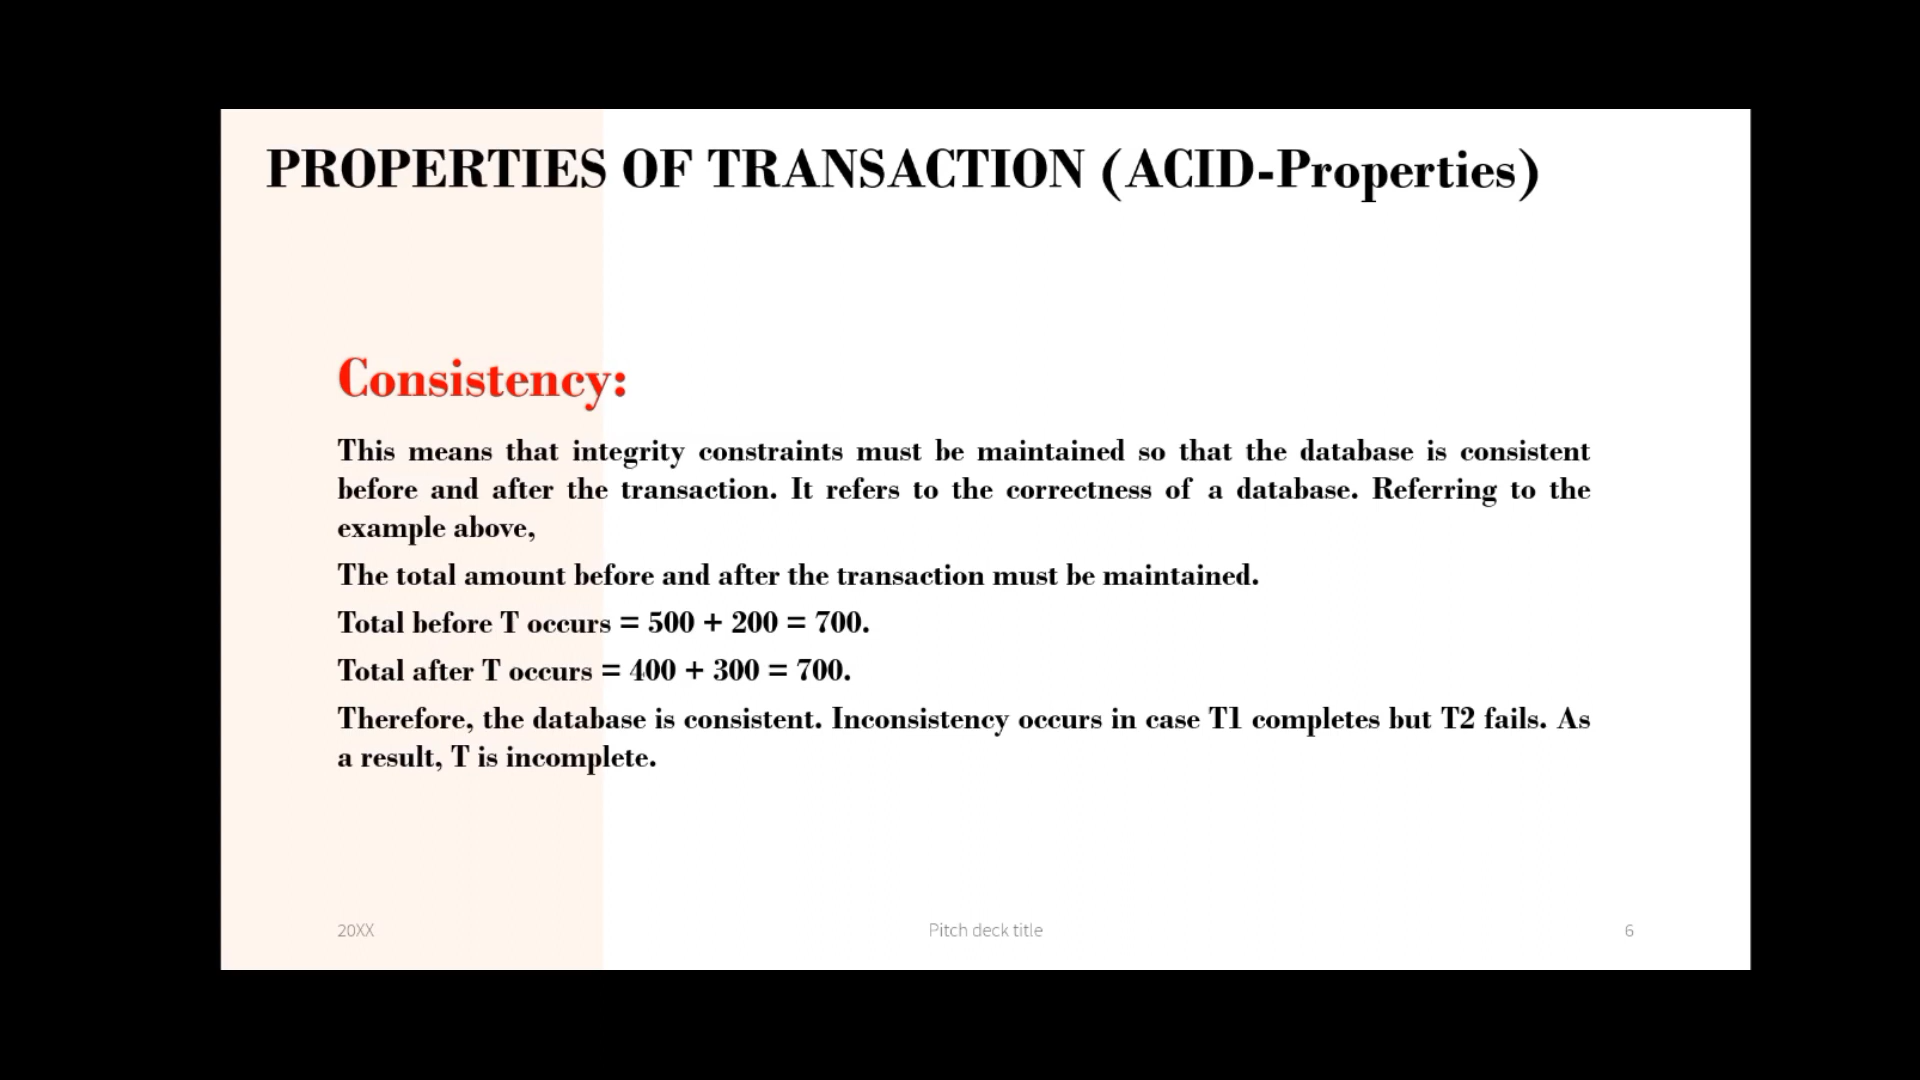 PROPERTIES OF TRANSACTION (ACID-Properties)
Consistency:
This means that integrity constraints must be maintained so that the database is consistent
before and after the transaction. It refers to the correctness of a database. Referring to the
example above,
The total amount before and after the transaction must be maintained.
Total before T occurs = 500 + 200 = 700.
Total after T occurs = 400 + 300 = 700.
Therefore, the database is consistent. Inconsistency occurs in case T1 completes but T2 fails. As
a result, T is incomplete.
20XX
Pitch deck title
6